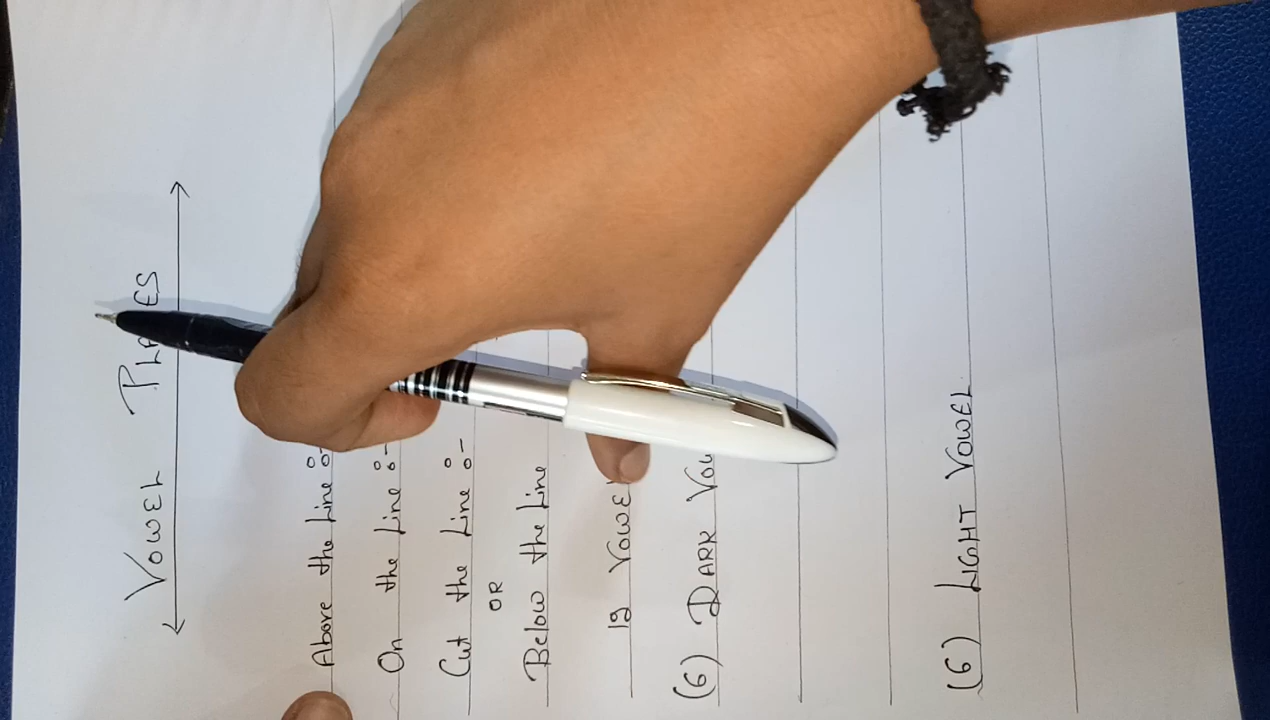 VOWEL PLACES
Above the Line :-
On the Line :-
Cut the Line :-
OR
Below the Line
(6) DARK
(6) LIGHT VOWEL